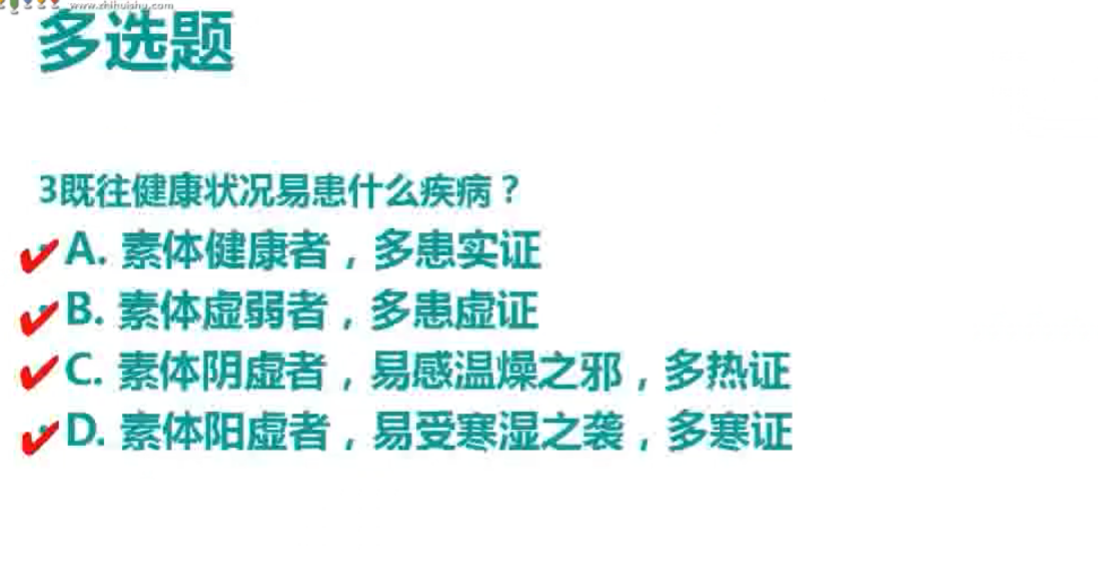 www.zhihuishu.com
多选题
3既往健康状况易患什么疾病？
A. 素体健康者，多患实证
B. 素体虚弱者，多患虚证
C. 素体阴虚者，易感温燥之邪，多热证
D. 素体阳虚者，易受寒湿之袭，多寒证